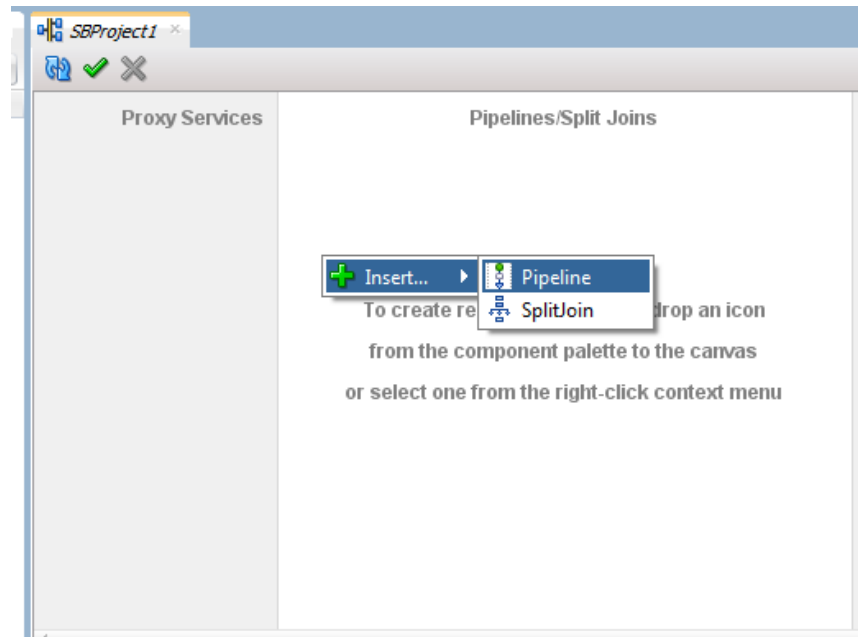 SBProject1
Proxy Services
Pipelines/Split Joins
Insert...
Pipeline
SplitJoin
To create re drop an icon
from the component palette to the canvas
or select one from the right-click context menu